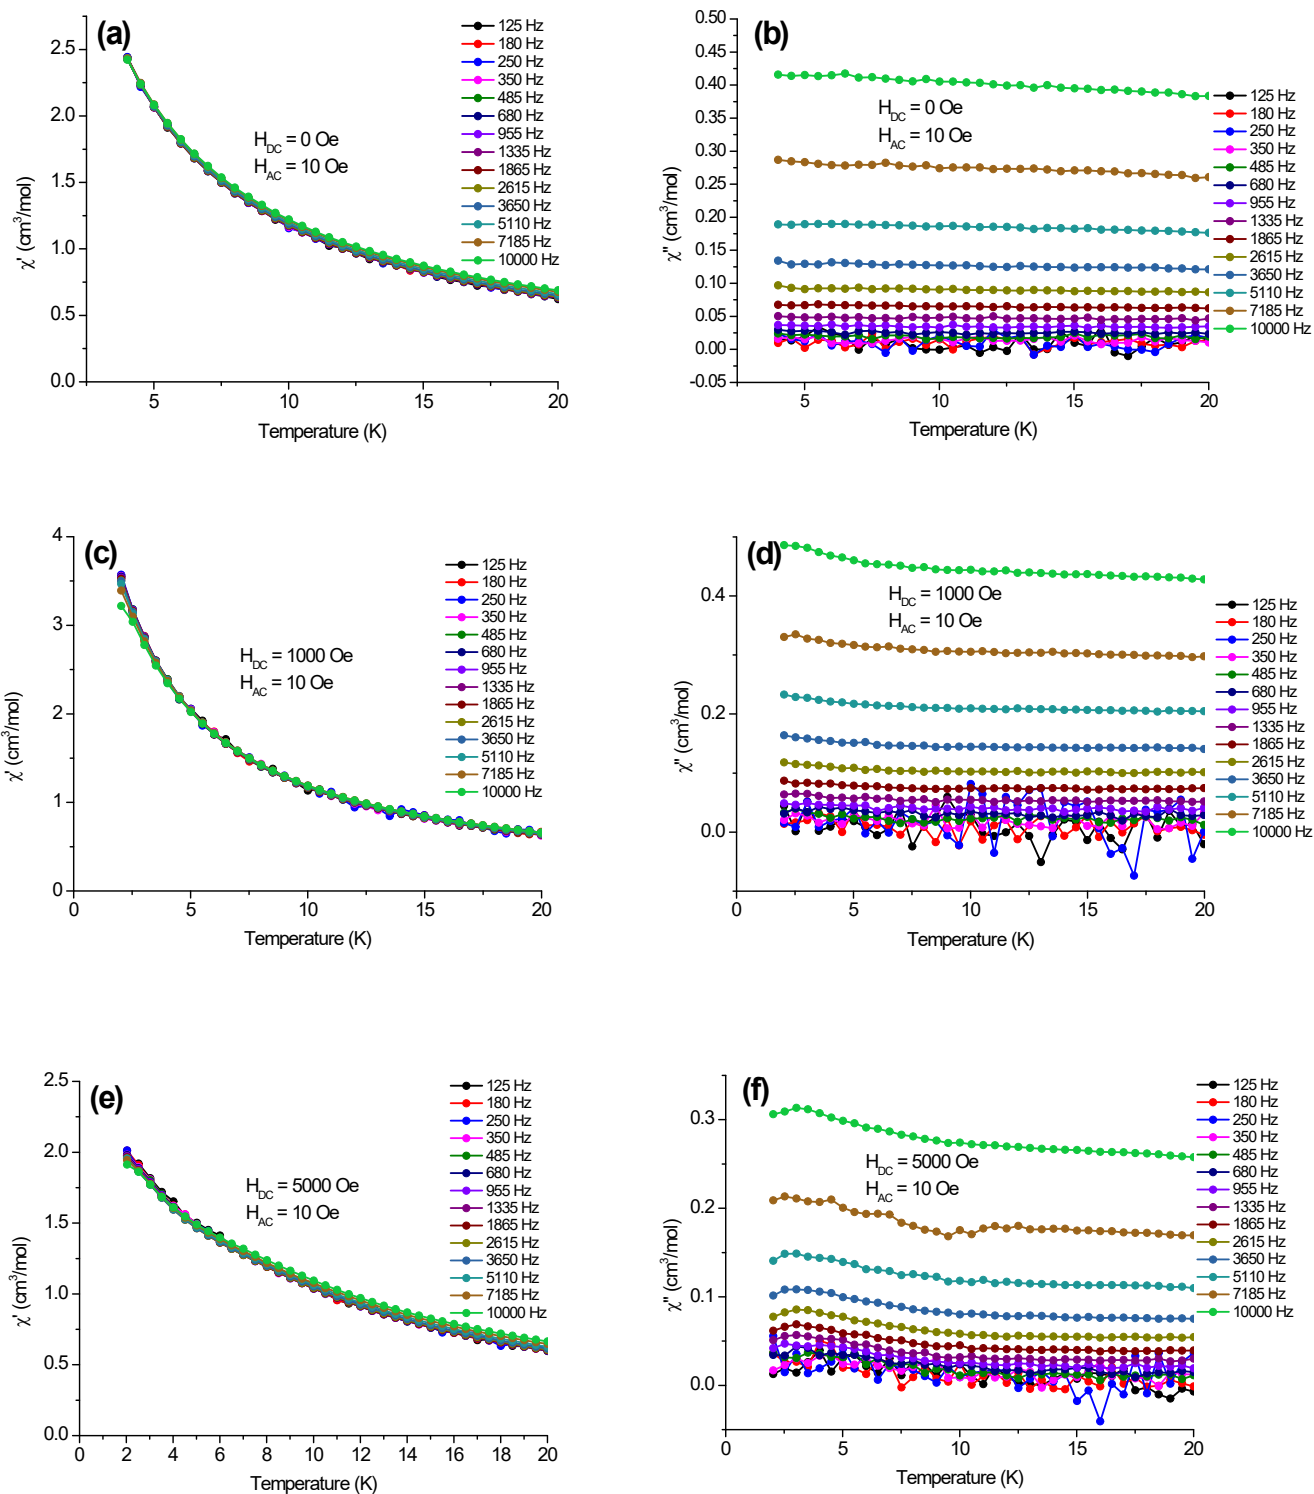 (a)
125 Hz
180 Hz
250 Hz
350 Hz
485 Hz
680 Hz
955 Hz
1335 Hz
1865 Hz
2615 Hz
3650 Hz
5110 Hz
7185 Hz
10000 Hz
H_DC = 0 Oe
H_AC = 10 Oe
2.5
2.0
1.5
1.0
0.5
0.0
χ' (cm³/mol)
5 10 15 20
Temperature (K)
(b)
0.50
0.45
0.40
0.35
0.30
0.25
0.20
0.15
0.10
0.05
0.00
-0.05
χ'' (cm³/mol)
H_DC = 0 Oe
H_AC = 10 Oe
125 Hz
180 Hz
250 Hz
350 Hz
485 Hz
680 Hz
955 Hz
1335 Hz
1865 Hz
2615 Hz
3650 Hz
5110 Hz
7185 Hz
10000 Hz
5 10 15 20
Temperature (K)
(c)
4
3
2
1
0
χ' (cm³/mol)
125 Hz
180 Hz
250 Hz
350 Hz
485 Hz
680 Hz
955 Hz
1335 Hz
1865 Hz
2615 Hz
3650 Hz
5110 Hz
7185 Hz
10000 Hz
H_DC = 1000 Oe
H_AC = 10 Oe
0 5 10 15 20
Temperature (K)
(d)
0.4
0.2
0.0
χ'' (cm³/mol)
H_DC = 1000 Oe
H_AC = 10 Oe
125 Hz
180 Hz
250 Hz
350 Hz
485 Hz
680 Hz
955 Hz
1335 Hz
1865 Hz
2615 Hz
3650 Hz
5110 Hz
7185 Hz
10000 Hz
0 5 10 15 20
Temperature (K)
(e)
2.5
2.0
1.5
1.0
0.5
0.0
χ' (cm³/mol)
125 Hz
180 Hz
250 Hz
350 Hz
485 Hz
680 Hz
955 Hz
1335 Hz
1865 Hz
2615 Hz
3650 Hz
5110 Hz
7185 Hz
10000 Hz
H_DC = 5000 Oe
H_AC = 10 Oe
0 2 4 6 8 10 12 14 16 18 20
Temperature (K)
(f)
0.3
0.2
0.1
0.0
χ'' (cm³/mol)
H_DC = 5000 Oe
H_AC = 10 Oe
125 Hz
180 Hz
250 Hz
350 Hz
485 Hz
680 Hz
955 Hz
1335 Hz
1865 Hz
2615 Hz
3650 Hz
5110 Hz
7185 Hz
10000 Hz
0 5 10 15 20
Temperature (K)